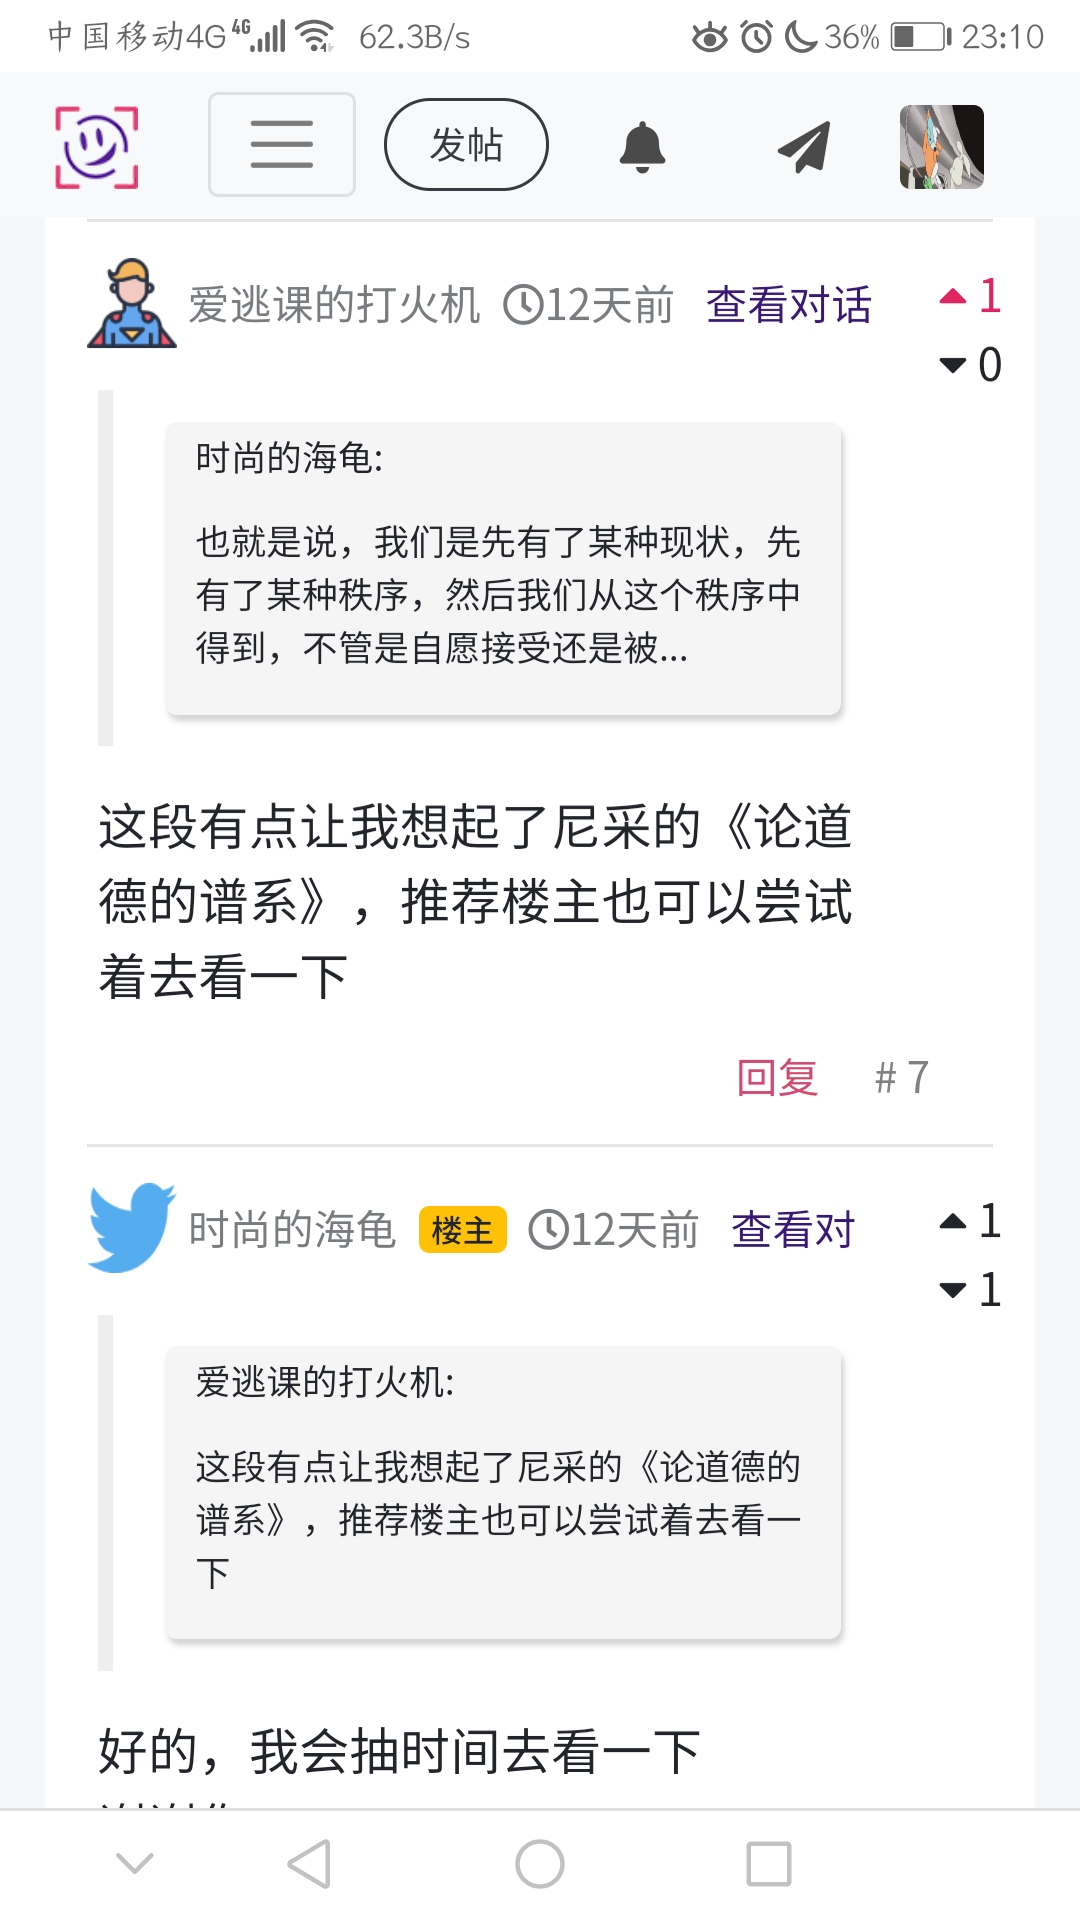 中国移动4G 4G 62.3B/s 36% 23:10
发帖
爱逃课的打火机 12天前 查看对话 1
0
时尚的海龟:
也就是说，我们是先有了某种现状，先
有了某种秩序，然后我们从这个秩序中
得到，不管是自愿接受还是被...
这段有点让我想起了尼采的《论道
德的谱系》，推荐楼主也可以尝试
着去看一下
回复 # 7
时尚的海龟 楼主 12天前 查看对 1
1
爱逃课的打火机:
这段有点让我想起了尼采的《论道德的
谱系》，推荐楼主也可以尝试着去看一
下
好的，我会抽时间去看一下